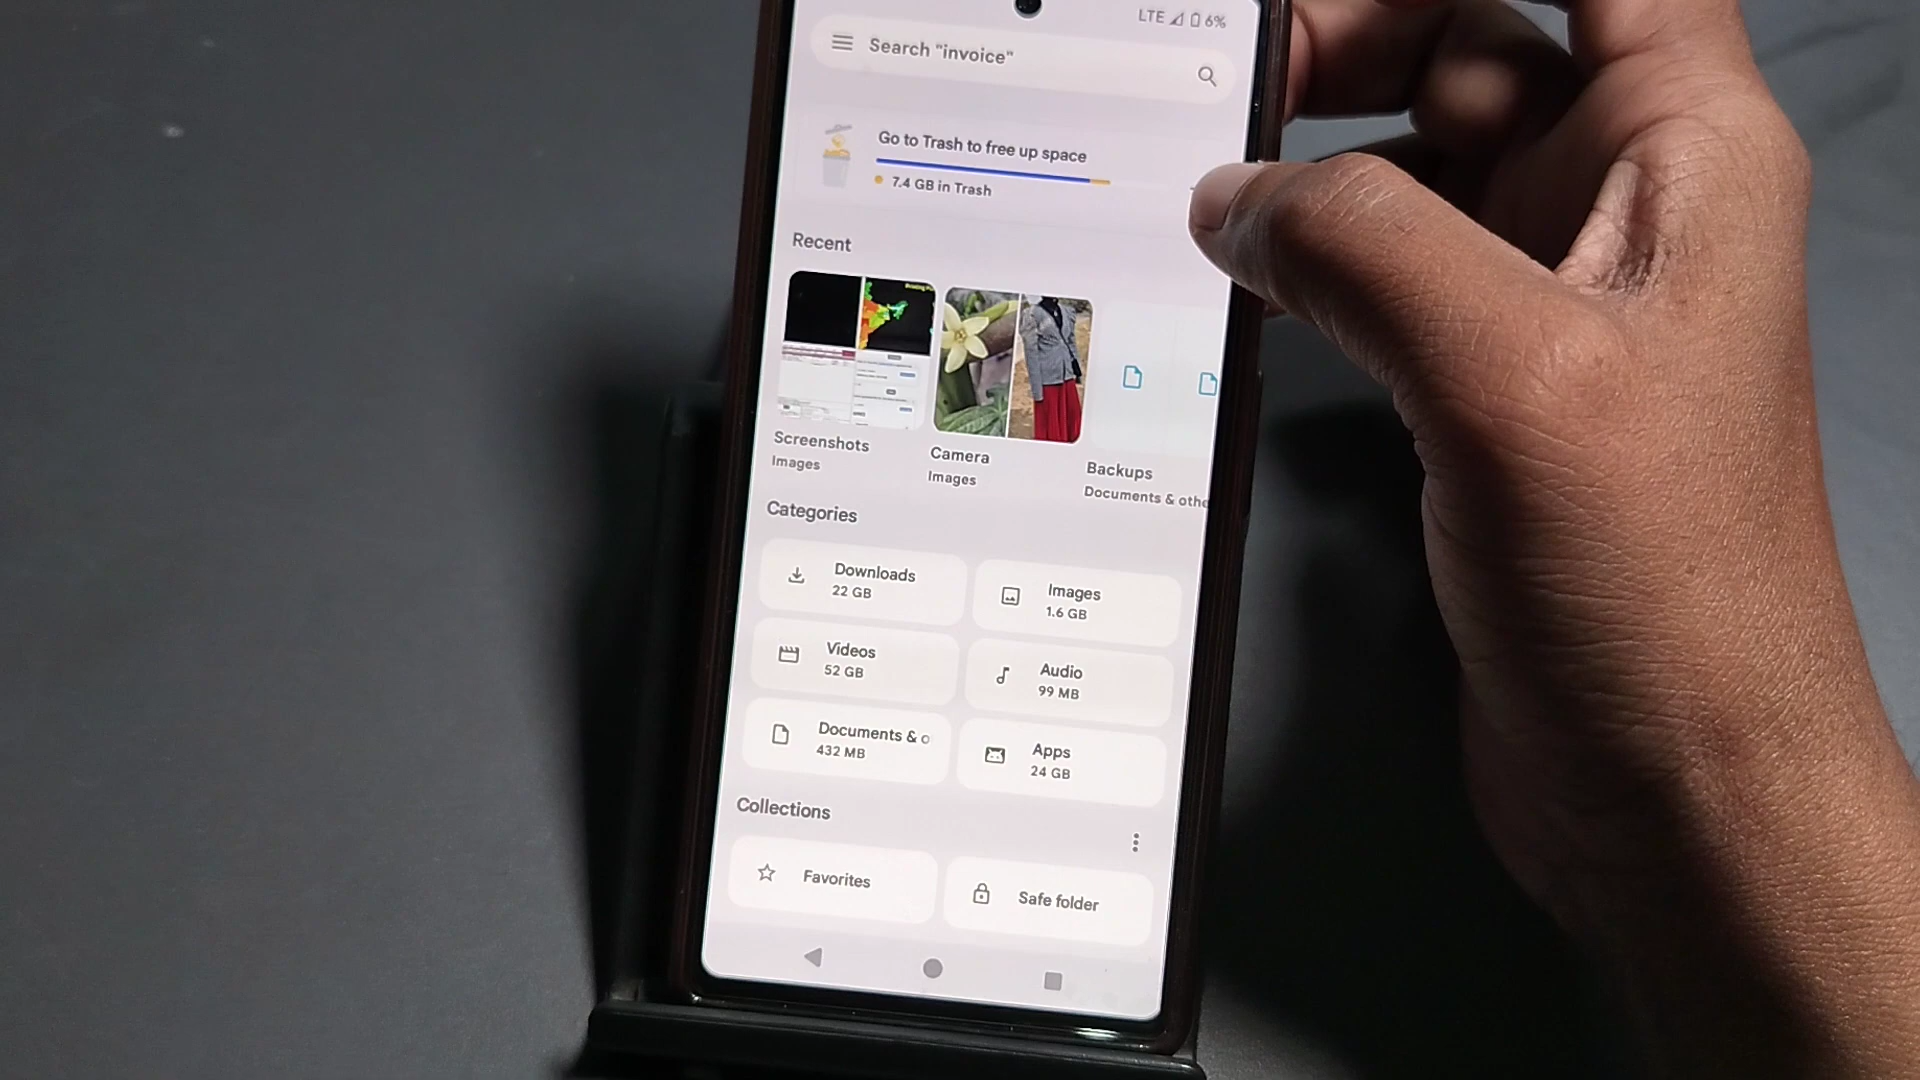 LTE 6%
Search "invoice"
Go to Trash to free up space
7.4 GB in Trash
Recent
Screenshots
Images
Camera
Images
Backups
Documents & othe
Categories
Downloads
22 GB
Images
1.6 GB
Videos
52 GB
Audio
99 MB
Documents & o
432 MB
Apps
24 GB
Collections
Favorites
Safe folder